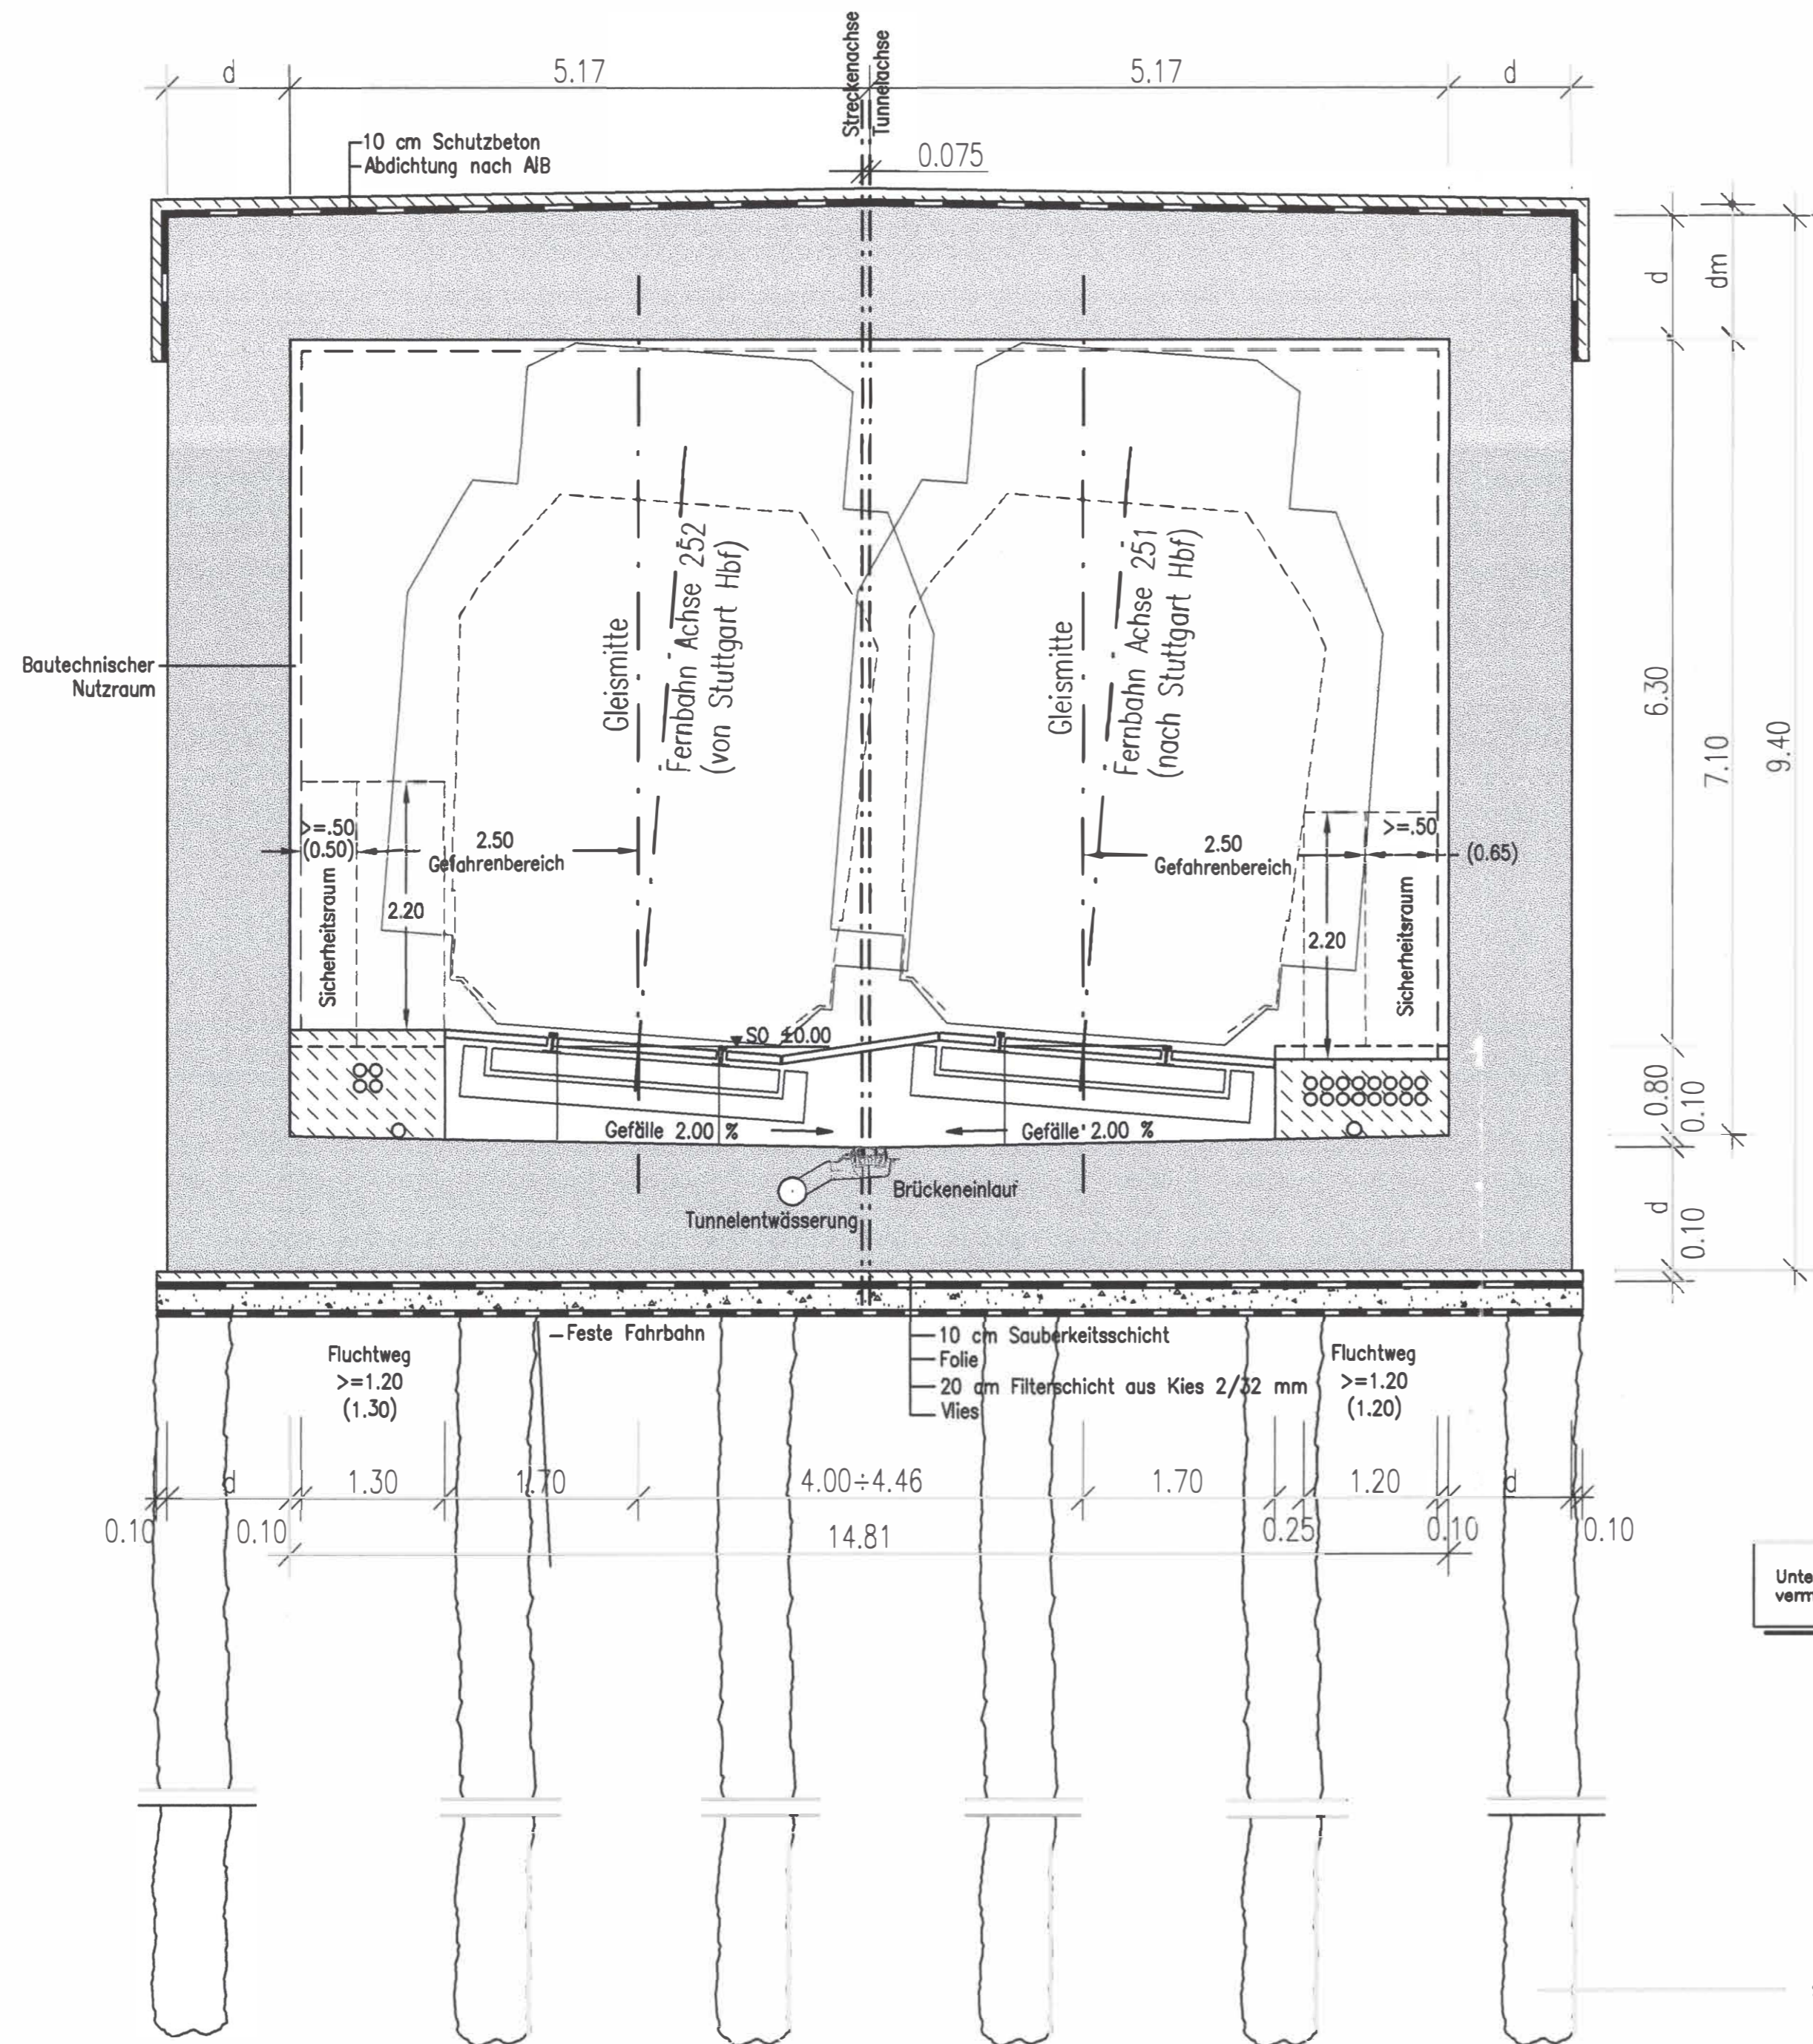 Streckenachse
Tunnelachse
d
5.17
5.17
d
10 cm Schutzbeton
Abdichtung nach AIB
0.075
d
dm
Bautechnischer
Nutzraum
Gleismitte
Fernbahn Achse 252
(von Stuttgart Hbf)
Gleismitte
Fernbahn Achse 251
(nach Stuttgart Hbf)
6.30
7.10
9.40
>=.50
(0.50)
2.50
Gefahrenbereich
2.50
Gefahrenbereich
>=.50
(0.65)
Sicherheitsraum
2.20
2.20
Sicherheitsraum
SO ±0.00
0.80
0.10
Gefälle 2.00 %
Gefälle 2.00 %
Brückeneinlauf
Tunnelentwässerung
d
0.10
Feste Fahrbahn
10 cm Sauberkeitsschicht
Folie
20 cm Filterschicht aus Kies 2/32 mm
Vlies
Fluchtweg
>=1.20
(1.30)
Fluchtweg
>=1.20
(1.20)
d
1.30
1.70
4.00÷4.46
1.70
1.20
d
0.10
0.10
14.81
0.25
0.10
0.10
Unte
verm